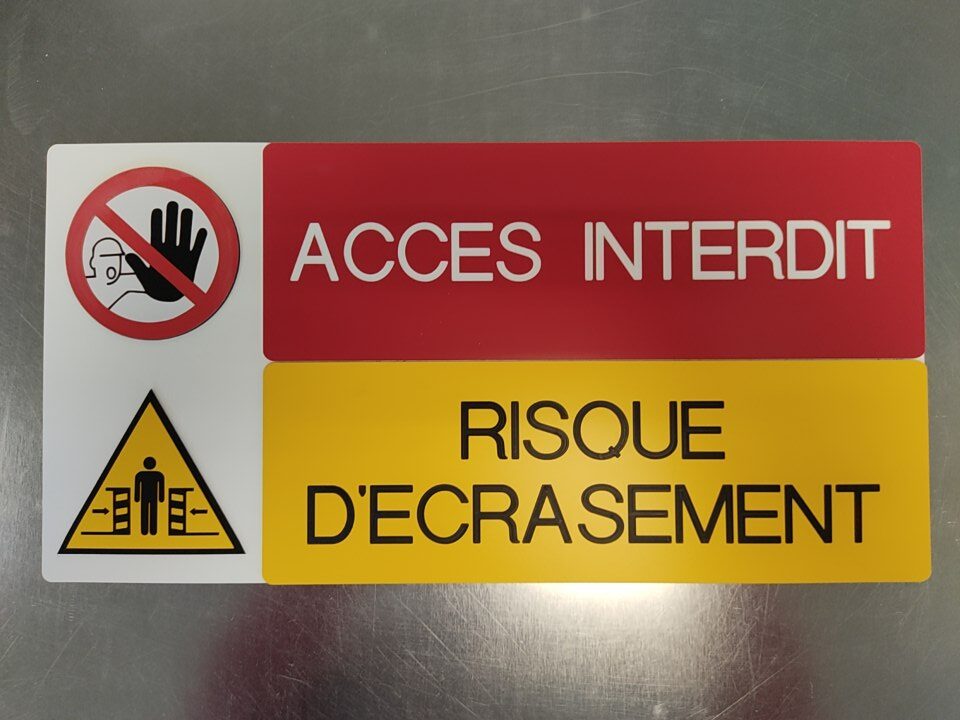 ACCES INTERDIT
RISQUE
D'ECRASEMENT